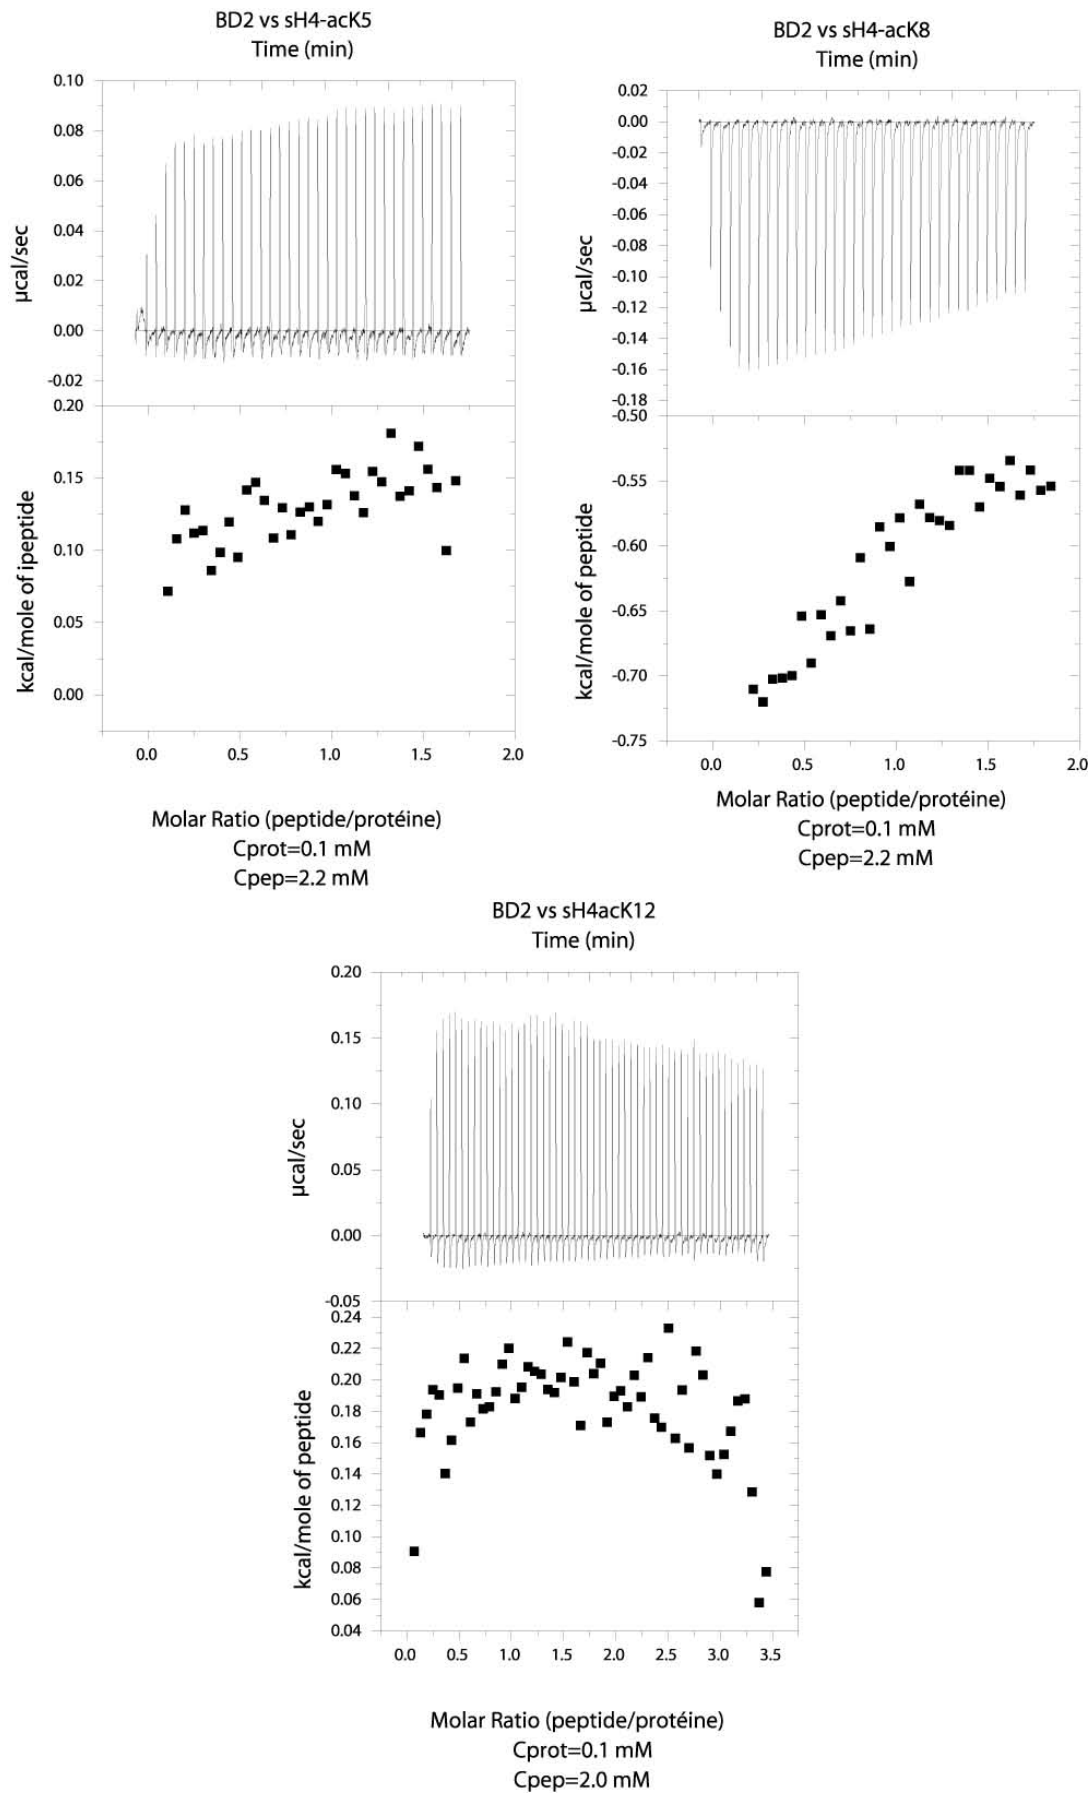 BD2 vs sH4-acK5
Time (min)
0.10
0.08
0.06
0.04
0.02
0.00
-0.02
µcal/sec
0.20
0.15
0.10
0.05
0.00
kcal/mole of ipeptide
0.0 0.5 1.0 1.5 2.0
Molar Ratio (peptide/protéine)
Cprot=0.1 mM
Cpep=2.2 mM
BD2 vs sH4-acK8
Time (min)
0.02
0.00
-0.02
-0.04
-0.06
-0.08
-0.10
-0.12
-0.14
-0.16
-0.18
µcal/sec
-0.50
-0.55
-0.60
-0.65
-0.70
-0.75
kcal/mole of peptide
0.0 0.5 1.0 1.5 2.0
Molar Ratio (peptide/protéine)
Cprot=0.1 mM
Cpep=2.2 mM
BD2 vs sH4acK12
Time (min)
0.20
0.15
0.10
0.05
0.00
-0.05
µcal/sec
0.24
0.22
0.20
0.18
0.16
0.14
0.12
0.10
0.08
0.06
0.04
kcal/mole of peptide
0.0 0.5 1.0 1.5 2.0 2.5 3.0 3.5
Molar Ratio (peptide/protéine)
Cprot=0.1 mM
Cpep=2.0 mM